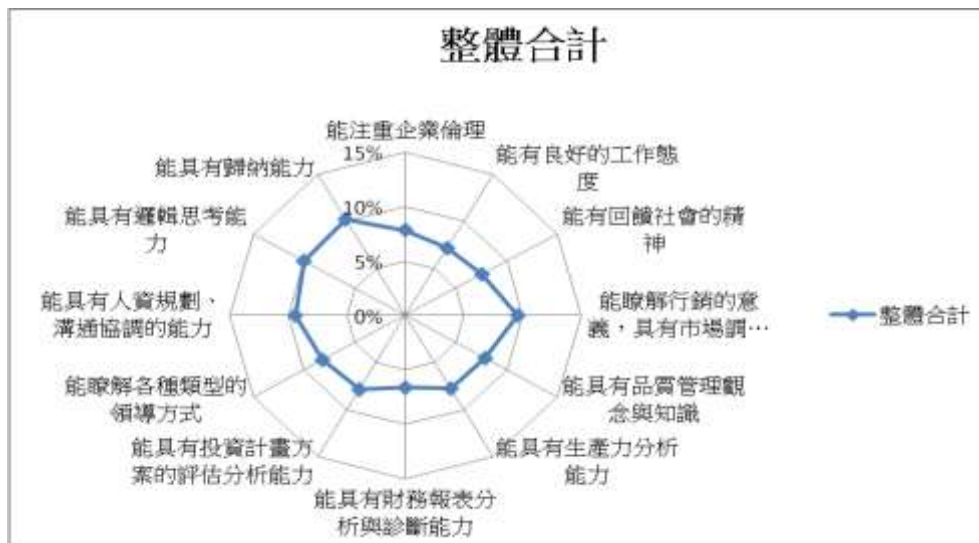 整體合計
能注重企業倫理
15%
10%
5%
0%
能有良好的工作態
度
能有回饋社會的精
神
能瞭解行銷的意
義，具有市場調…
能具有品質管理觀
念與知識
能具有生產力分析
能力
能具有財務報表分
析與診斷能力
能具有投資計畫方
案的評估分析能力
能瞭解各種類型的
領導方式
能具有人資規劃、
溝通協調的能力
能具有邏輯思考能
力
能具有歸納能力
整體合計